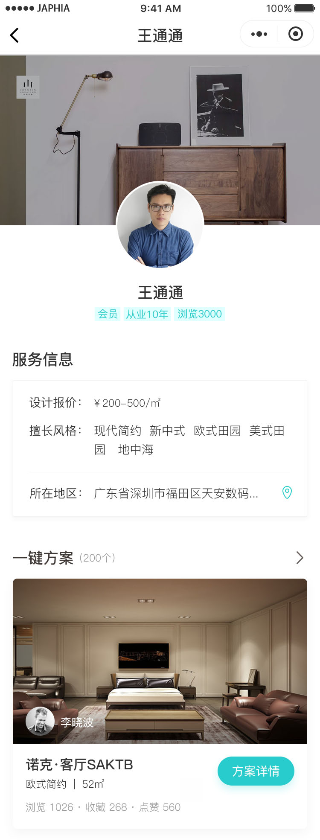 JAPHIA 9:41 AM 100%
王通通
王通通
会员 从业10年 浏览3000
服务信息
设计报价： ¥200-500/㎡
擅长风格： 现代简约 新中式 欧式田园 美式田
园 地中海
所在地区： 广东省深圳市福田区天安数码...
一键方案 (200个)
李晓波
诺克·客厅SAKTB
欧式简约 | 52㎡
方案详情
浏览 1026 · 收藏 268 · 点赞 560